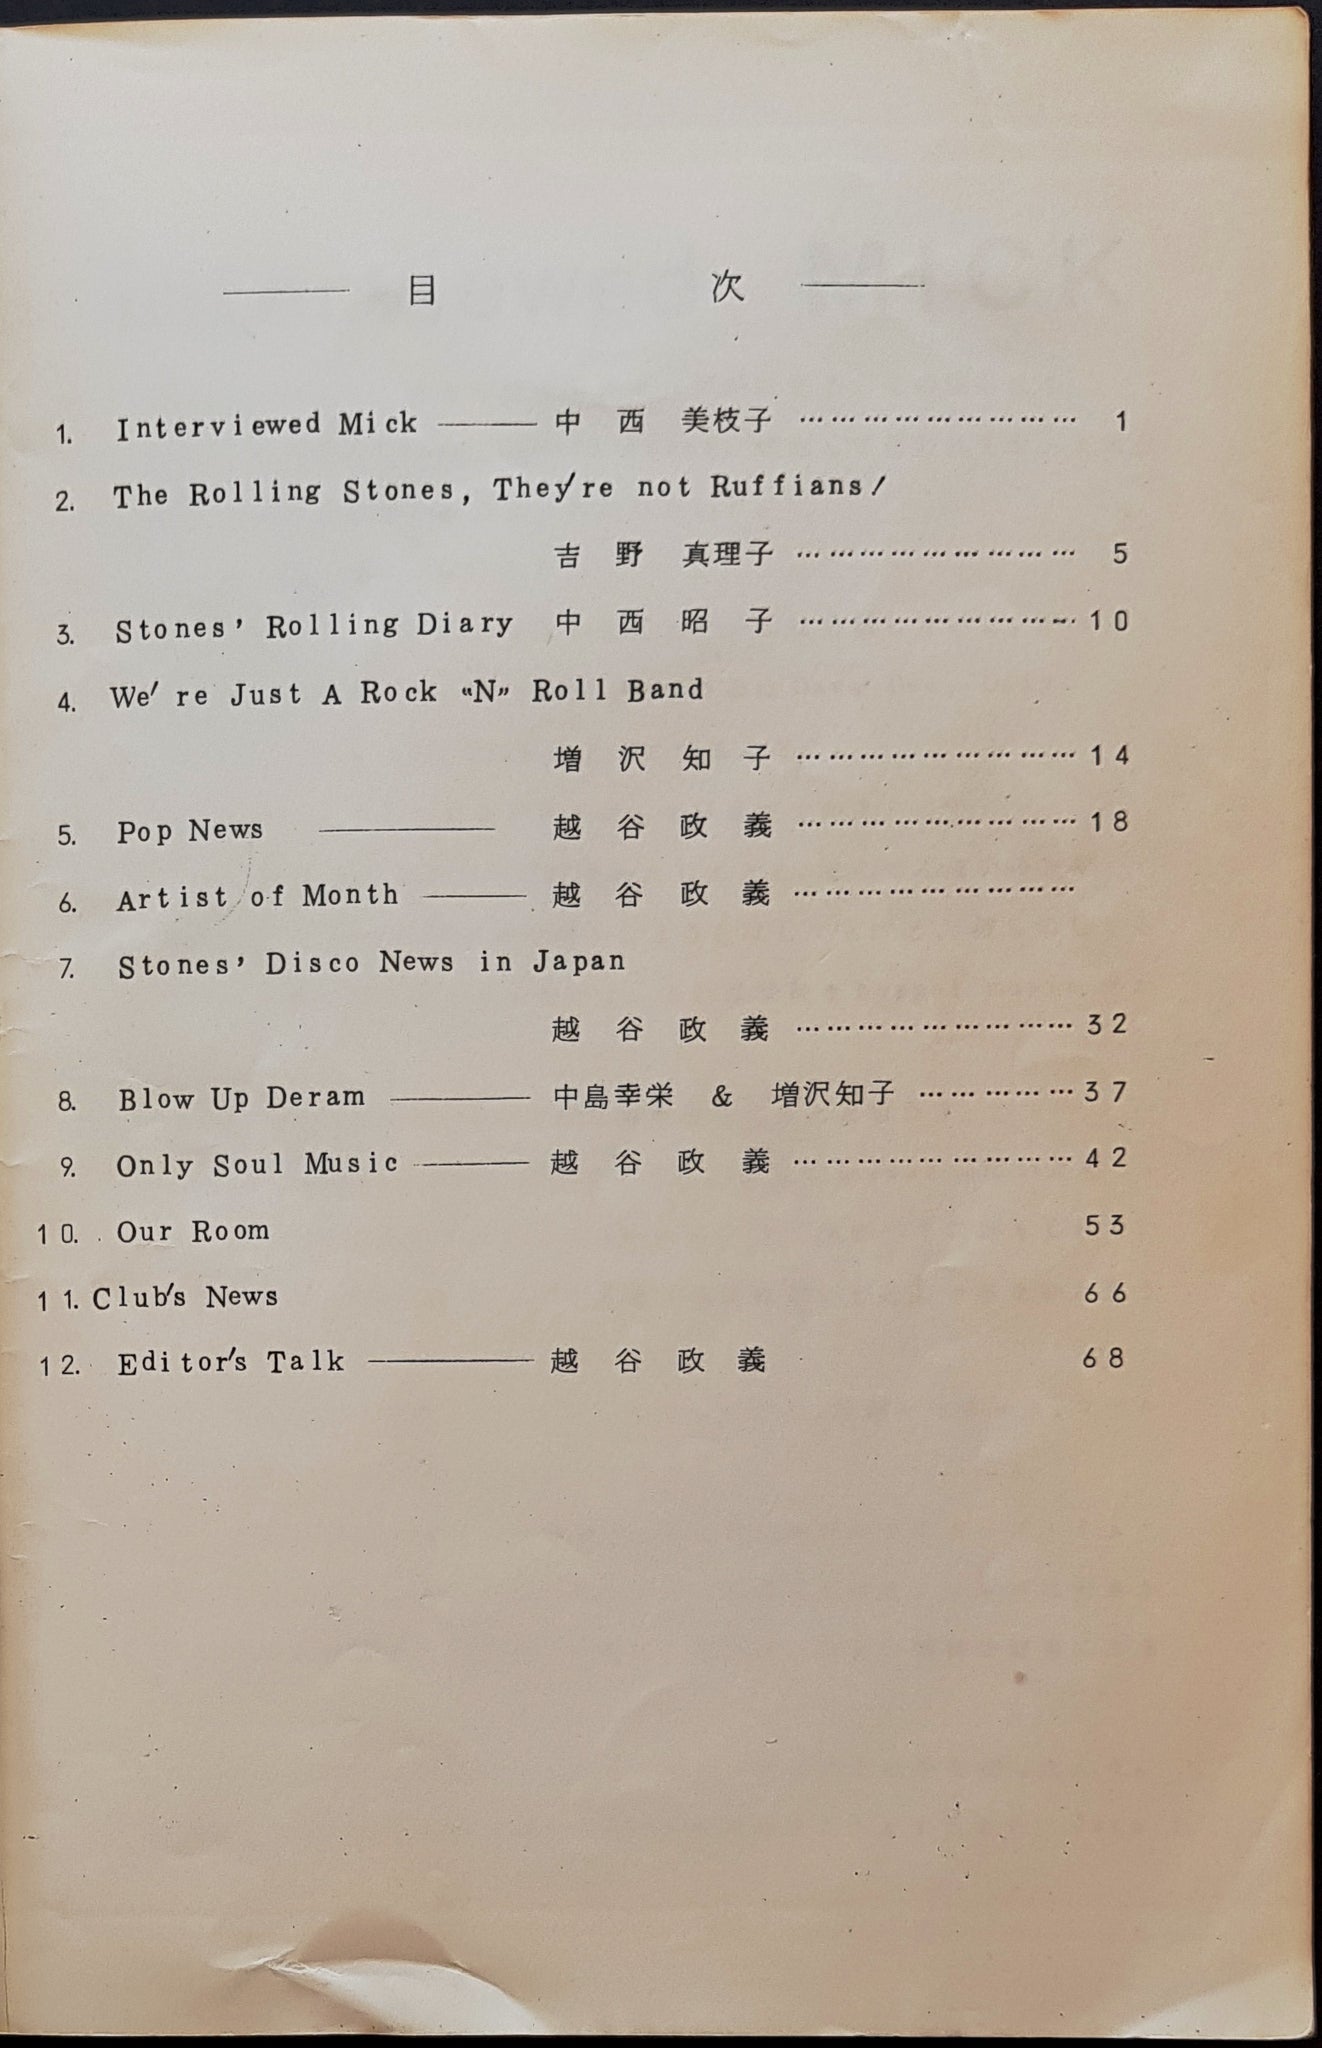 ——— 目 次 ———
1. Interviewed Mick ——— 中西 美枝子 ………………………… 1
2. The Rolling Stones, They're not Ruffians!
吉野 真理子 ………………………… 5
3. Stones' Rolling Diary 中西昭子 ………………………… 10
4. We're Just A Rock «N» Roll Band
増沢知子 ………………………… 14
5. Pop News ——— 越谷政義 ………………………… 18
6. Artist of Month ——— 越谷政義 …………………………
7. Stones' Disco News in Japan
越谷政義 ………………………… 32
8. Blow Up Deram ——— 中島幸栄 & 増沢知子 …………… 37
9. Only Soul Music ——— 越谷政義 ………………………… 42
10. Our Room 53
11. Club's News 66
12. Editor's Talk ——— 越谷政義 68